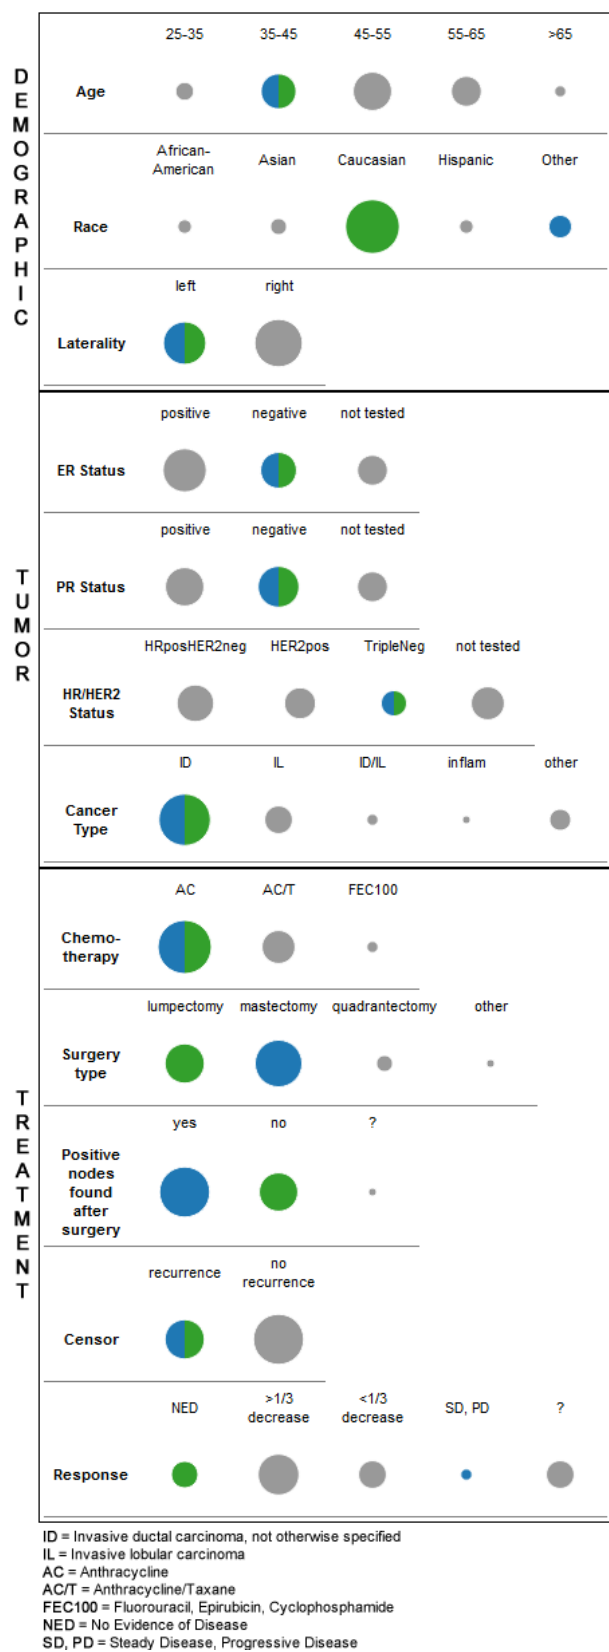 DEMOGRAPHIC
25-35 35-45 45-55 55-65 >65
Age
African-
American Asian Caucasian Hispanic Other
Race
left right
Laterality
TUMOR
positive negative not tested
ER Status
positive negative not tested
PR Status
HRposHER2neg HER2pos TripleNeg not tested
HR/HER2
Status
ID IL ID/IL inflam other
Cancer
Type
TREATMENT
AC AC/T FEC100
Chemo-
therapy
lumpectomy mastectomy quadrantectomy other
Surgery
type
yes no ?
Positive
nodes
found
after
surgery
recurrence no
recurrence
Censor
NED >1/3
decrease <1/3
decrease SD, PD ?
Response
ID = Invasive ductal carcinoma, not otherwise specified
IL = Invasive lobular carcinoma
AC = Anthracycline
AC/T = Anthracycline/Taxane
FEC100 = Fluorouracil, Epirubicin, Cyclophosphamide
NED = No Evidence of Disease
SD, PD = Steady Disease, Progressive Disease